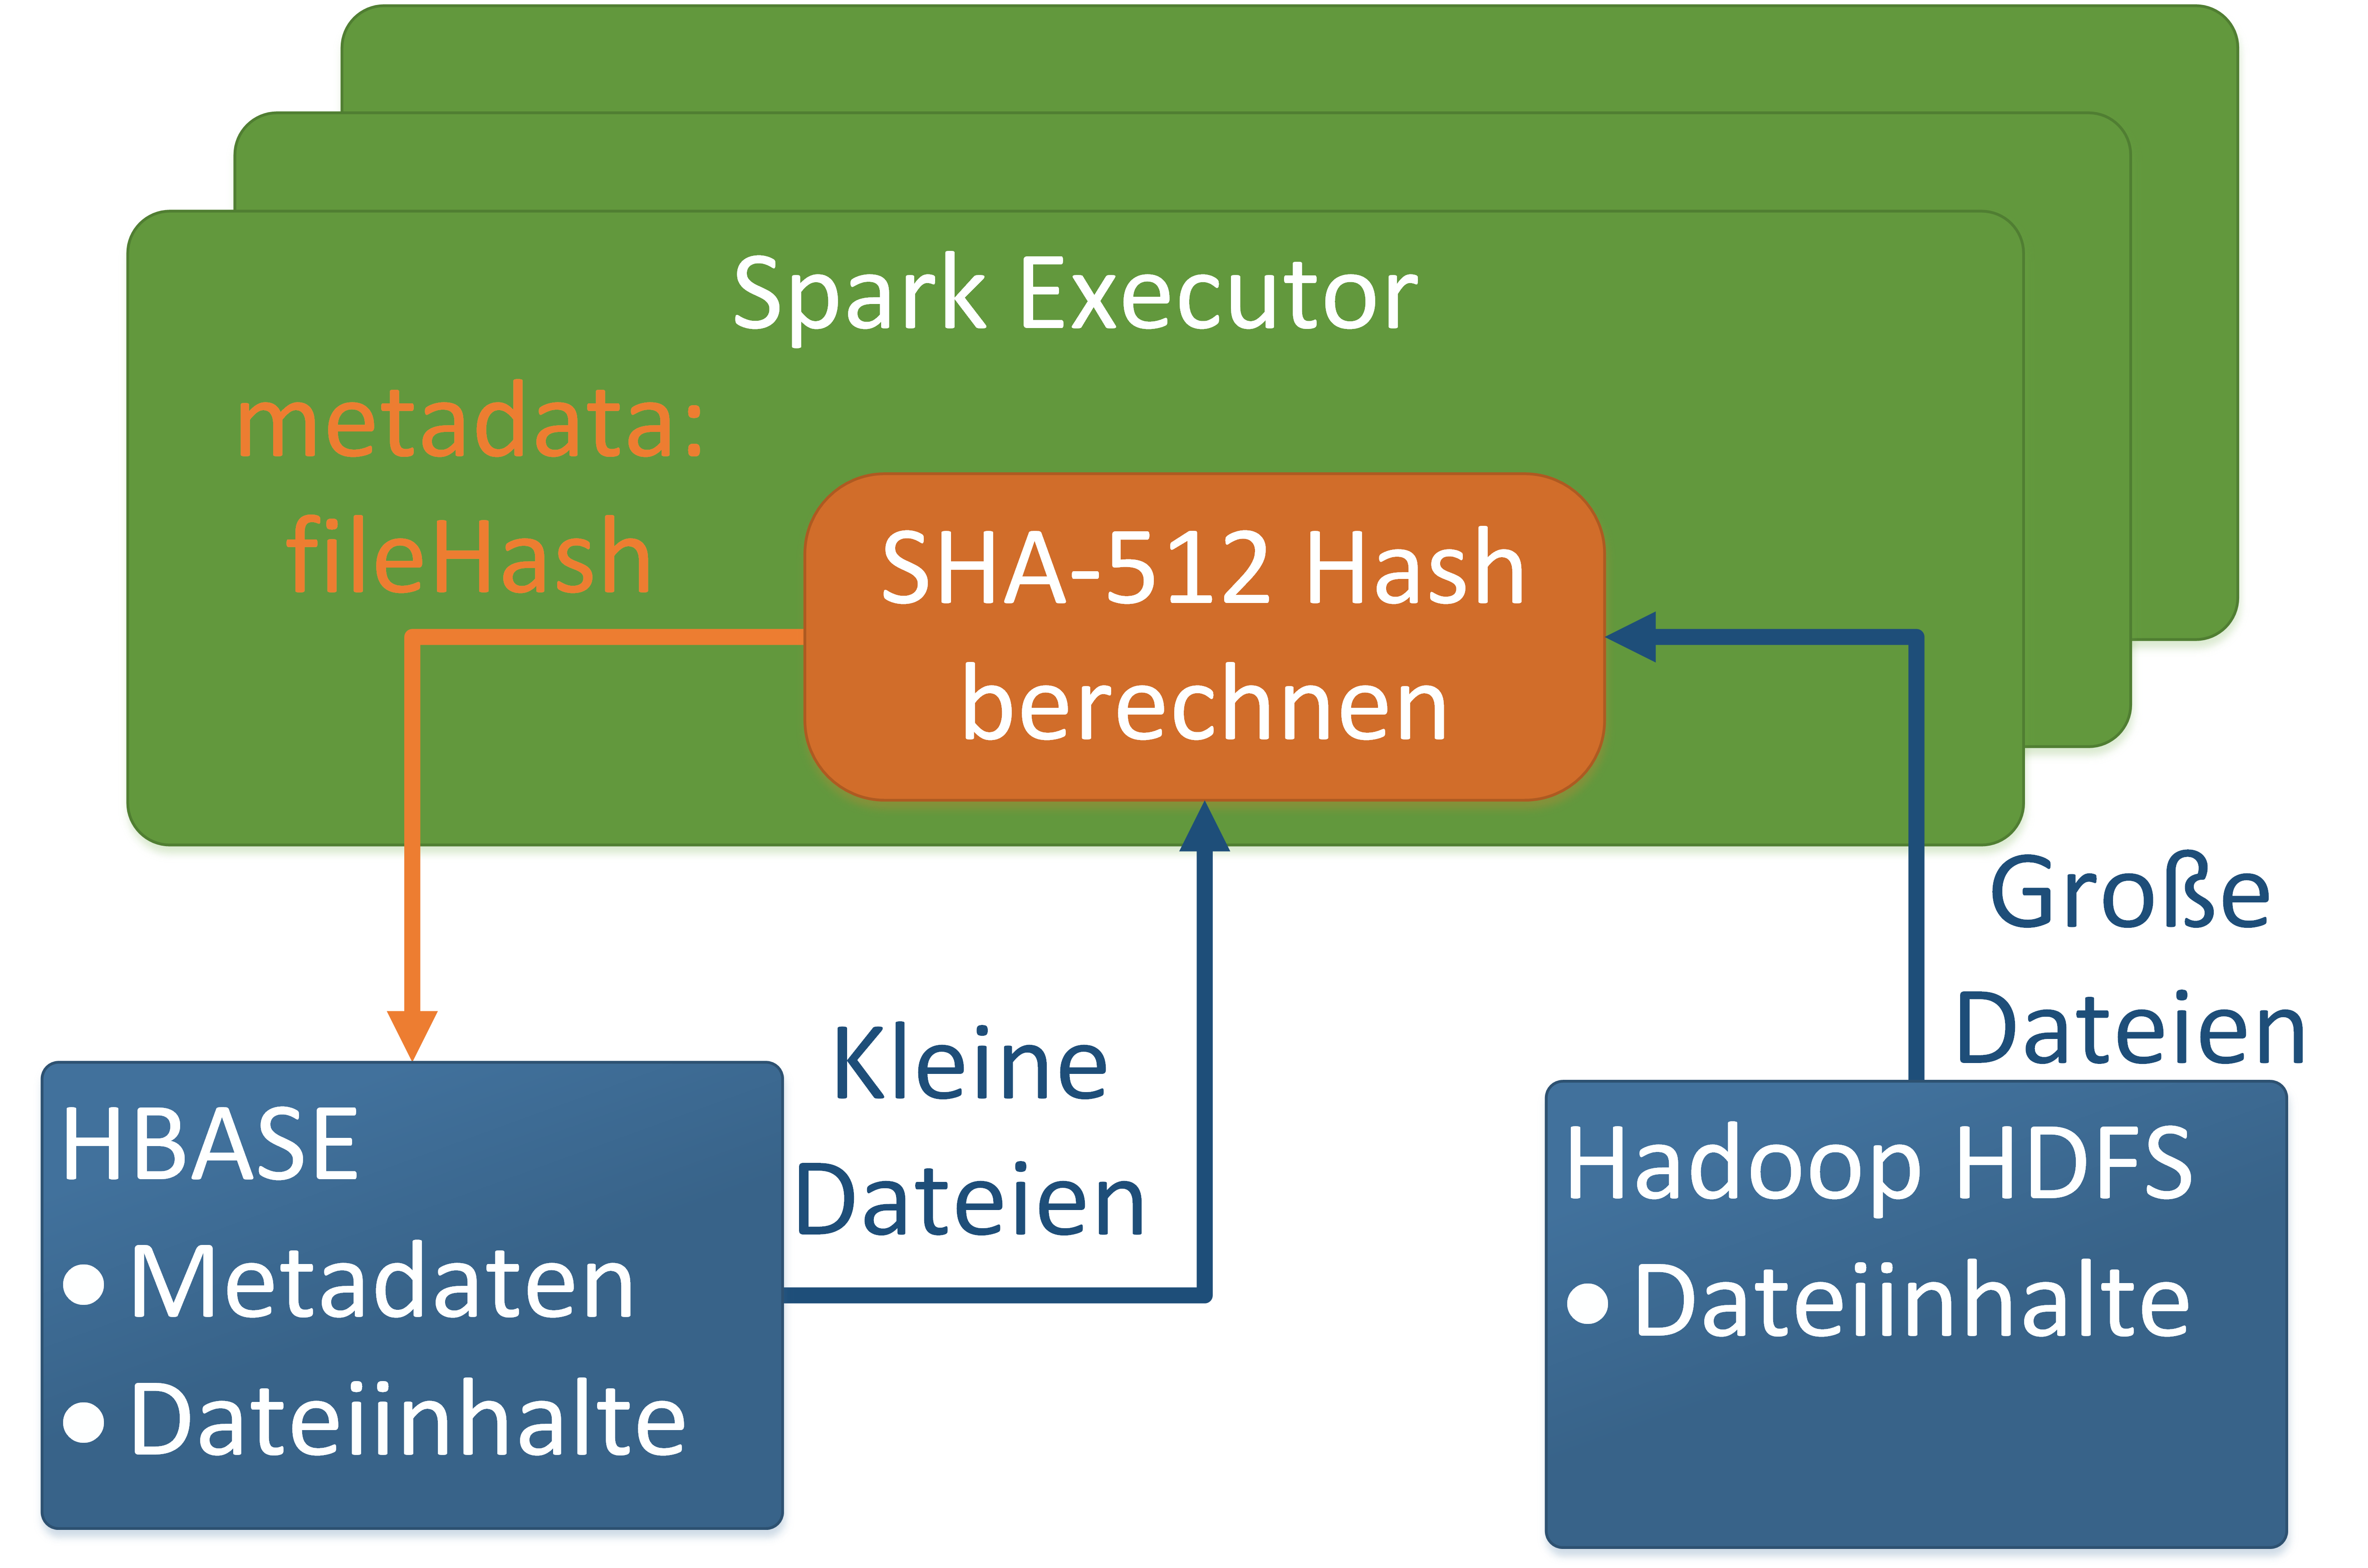 Spark Executor
metadata:
fileHash
SHA-512 Hash
berechnen
Große
Dateien
Kleine
Dateien
HBASE
• Metadaten
• Dateiinhalte
Hadoop HDFS
• Dateiinhalte